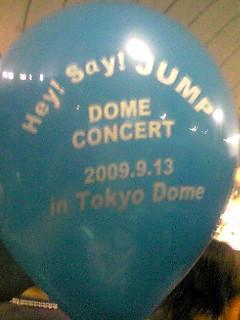 Hey! Say! JUMP
DOME
CONCERT
2009.9.13
in Tokyo Dome